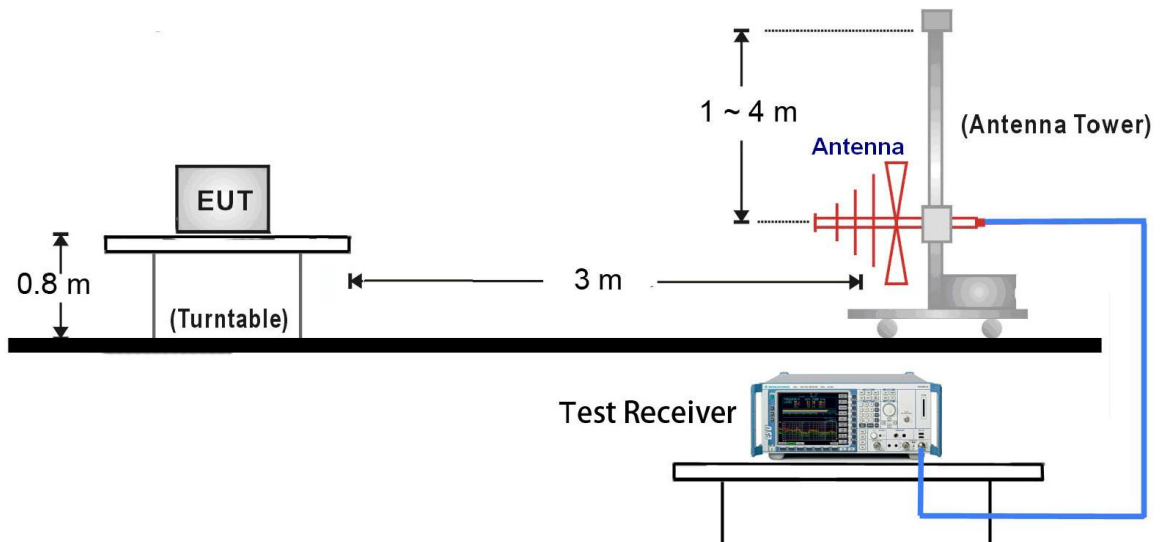 1 ~ 4 m
(Antenna Tower)
Antenna
EUT
0.8 m
3 m
(Turntable)
Test Receiver